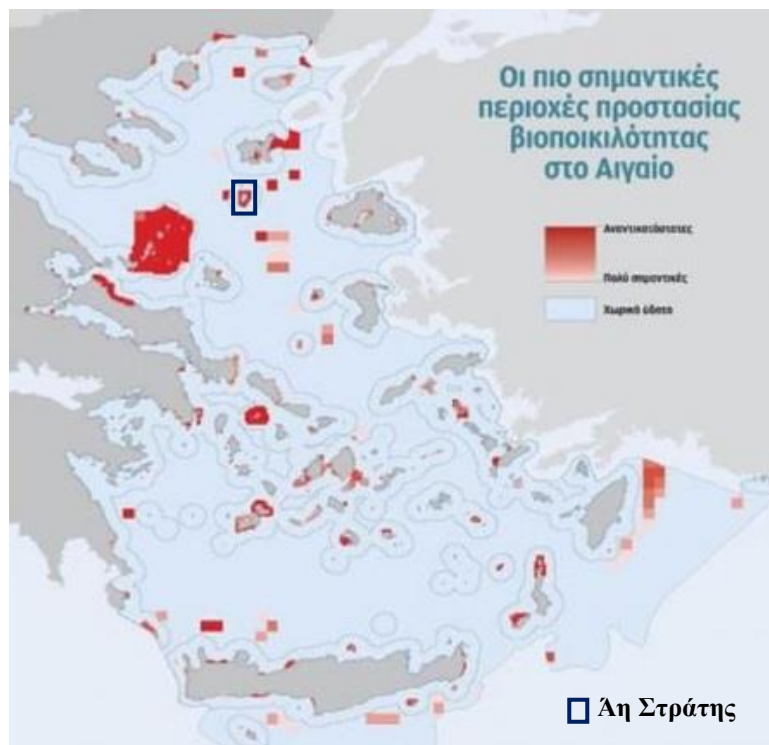 Οι πιο σημαντικές
περιοχές προστασίας
βιοποικιλότητας
στο Αιγαίο
Αναντικατάστατες
Πολύ σημαντικές
Χωρικά ύδατα
Άη Στράτης